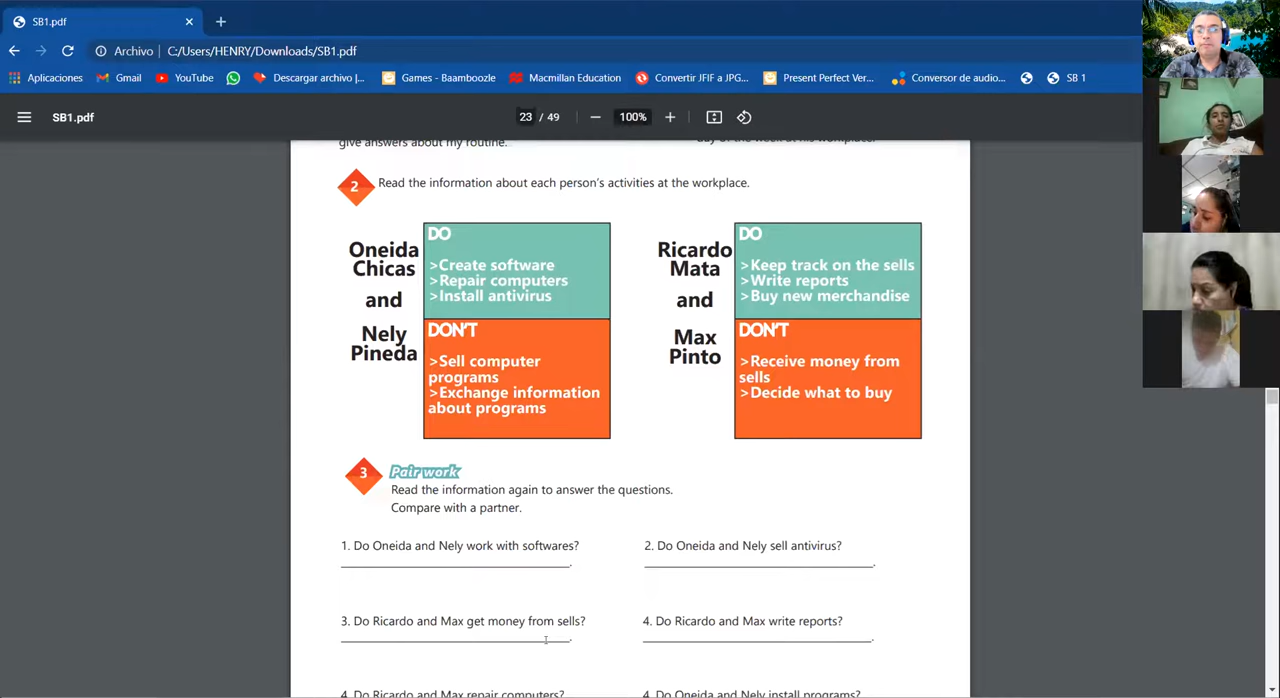 SB1.pdf
Archivo C:/Users/HENRY/Downloads/SB1.pdf
Aplicaciones Gmail YouTube Descargar archivo |... Games - Baamboozle Macmillan Education Convertir JFIF a JPG... Present Perfect Ver... Conversor de audio... SB 1
SB1.pdf 23 / 49 100%
give answers about my routine.
day of the week at his workplace.
2 Read the information about each person's activities at the workplace.
Oneida
Chicas
and
Nely
Pineda
DO
>Create software
>Repair computers
>Install antivirus
DON'T
>Sell computer
programs
>Exchange information
about programs
Ricardo
Mata
and
Max
Pinto
DO
>Keep track on the sells
>Write reports
>Buy new merchandise
DON'T
>Receive money from
sells
>Decide what to buy
3 Pair work
Read the information again to answer the questions.
Compare with a partner.
1. Do Oneida and Nely work with softwares?
2. Do Oneida and Nely sell antivirus?
3. Do Ricardo and Max get money from sells?
4. Do Ricardo and Max write reports?
4. Do Ricardo and Max repair computers?
4. Do Oneida and Nely install programs?